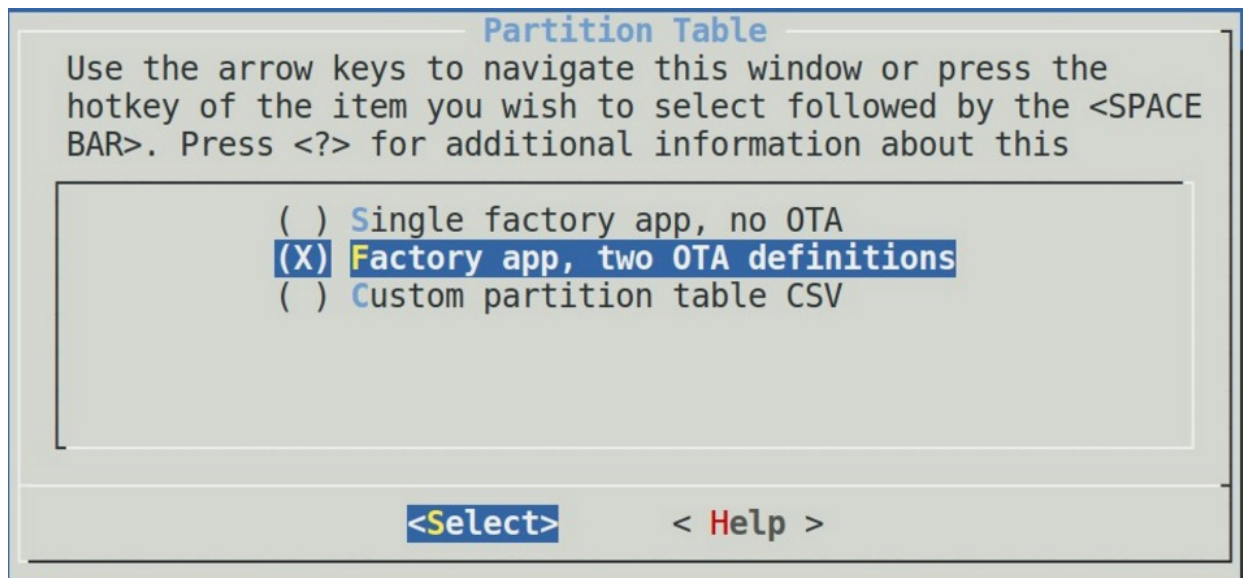 Partition Table
Use the arrow keys to navigate this window or press the
hotkey of the item you wish to select followed by the <SPACE
BAR>. Press <?> for additional information about this
( ) Single factory app, no OTA
(X) Factory app, two OTA definitions
( ) Custom partition table CSV
<Select> < Help >